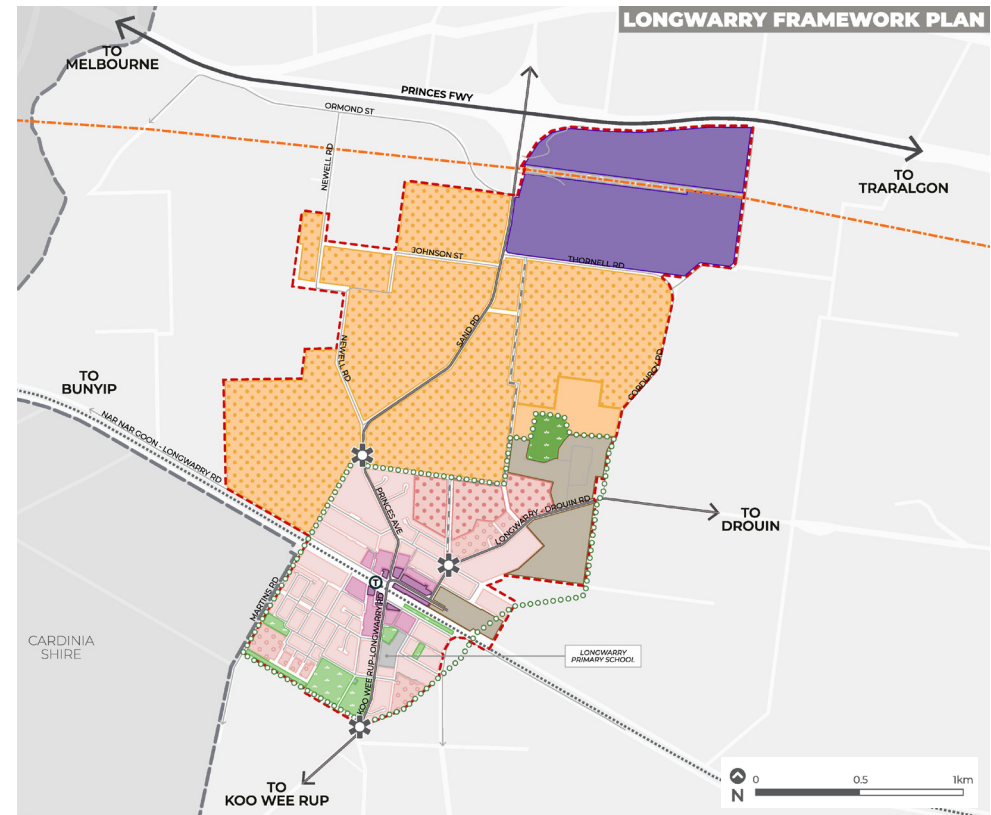 LONGWARRY FRAMEWORK PLAN
TO
MELBOURNE
PRINCES FWY
ORMOND ST
NEWELL RD
TO
TRARALGON
JOHNSON ST
THORNELL RD
SAND RD
NEWELL RD
CORDUROY RD
TO
BUNYIP
NAR NAR GOON - LONGWARRY RD
PRINCES AVE
LONGWARRY - DROUIN RD
TO
DROUIN
T
MARTINS RD
KOO WEE RUP-LONGWARRY RD
CARDINIA
SHIRE
LONGWARRY
PRIMARY SCHOOL
TO
KOO WEE RUP
N
0
0.5
1km